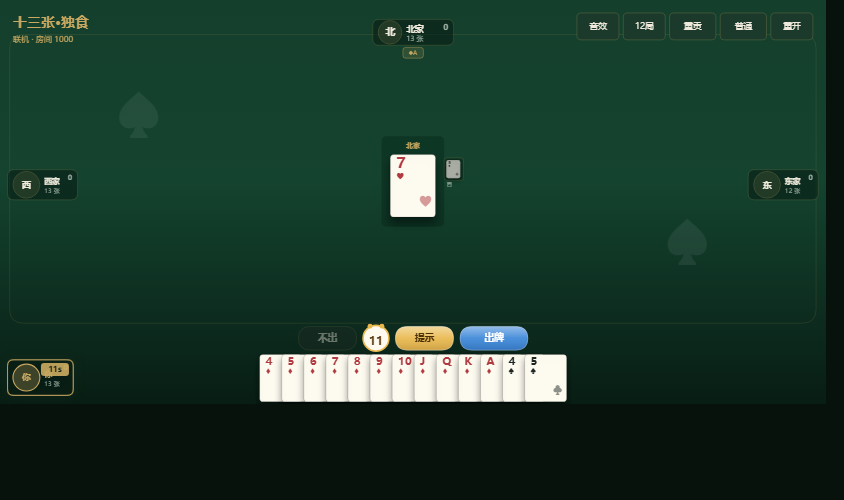 十三张•独食
联机 · 房间 1000
北
北家
0
13 张
♠A
音效
12局
重贡
普通
重开
北家
7
西
西
西家
0
13 张
东
东家
0
12 张
不出
11
提示
出牌
你
11s
13 张
4 5 6 7 8 9 10 J Q K A 4 5